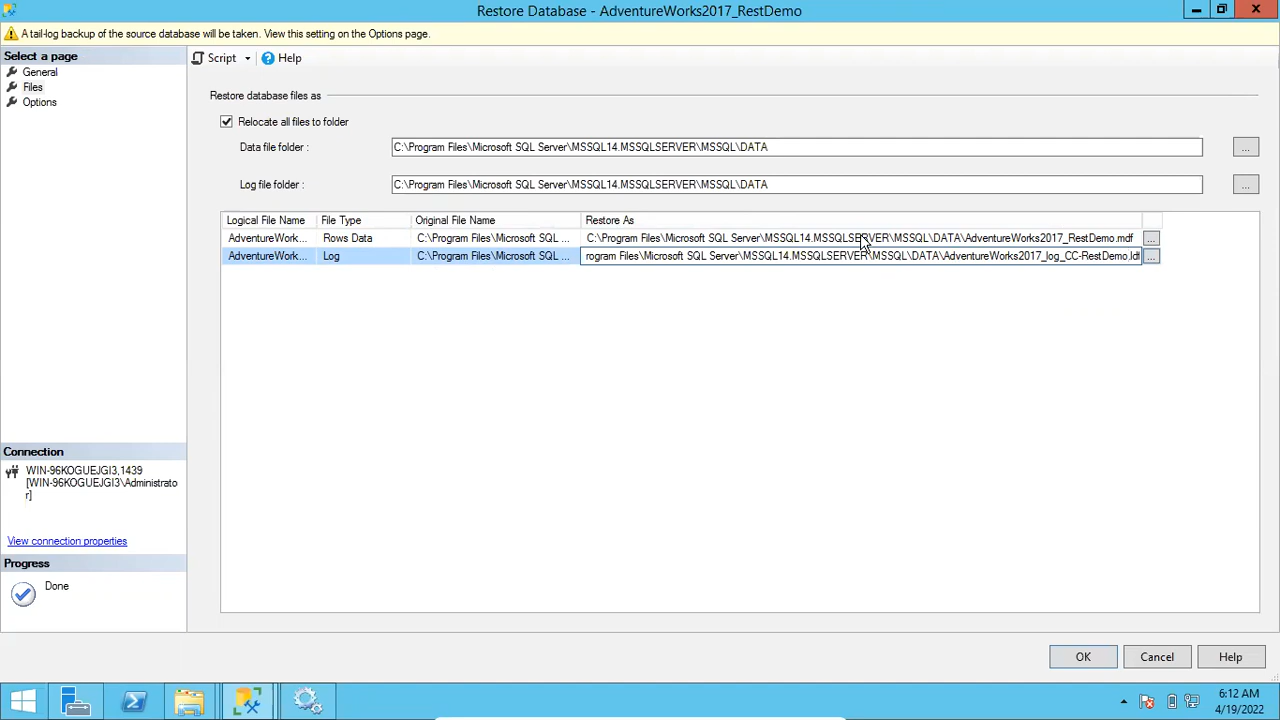 Restore Database - AdventureWorks2017_RestDemo
A tail-log backup of the source database will be taken. View this setting on the Options page.
Select a page
General
Files
Options
Script
Help
Restore database files as
Relocate all files to folder
Data file folder :
C:\Program Files\Microsoft SQL Server\MSSQL14.MSSQLSERVER\MSSQL\DATA
...
Log file folder :
C:\Program Files\Microsoft SQL Server\MSSQL14.MSSQLSERVER\MSSQL\DATA
...
Logical File Name File Type Original File Name Restore As
AdventureWork... Rows Data C:\Program Files\Microsoft SQL ... C:\Program Files\Microsoft SQL Server\MSSQL14.MSSQLSERVER\MSSQL\DATA\AdventureWorks2017_RestDemo.mdf ...
AdventureWork... Log C:\Program Files\Microsoft SQL ... rogram Files\Microsoft SQL Server\MSSQL14.MSSQLSERVER\MSSQL\DATA\AdventureWorks2017_log_CC-RestDemo.ldf ...
Connection
WIN-96KOGUEJGI3,1439
[WIN-96KOGUEJGI3\Administrato
r]
View connection properties
Progress
Done
OK
Cancel
Help
6:12 AM
4/19/2022